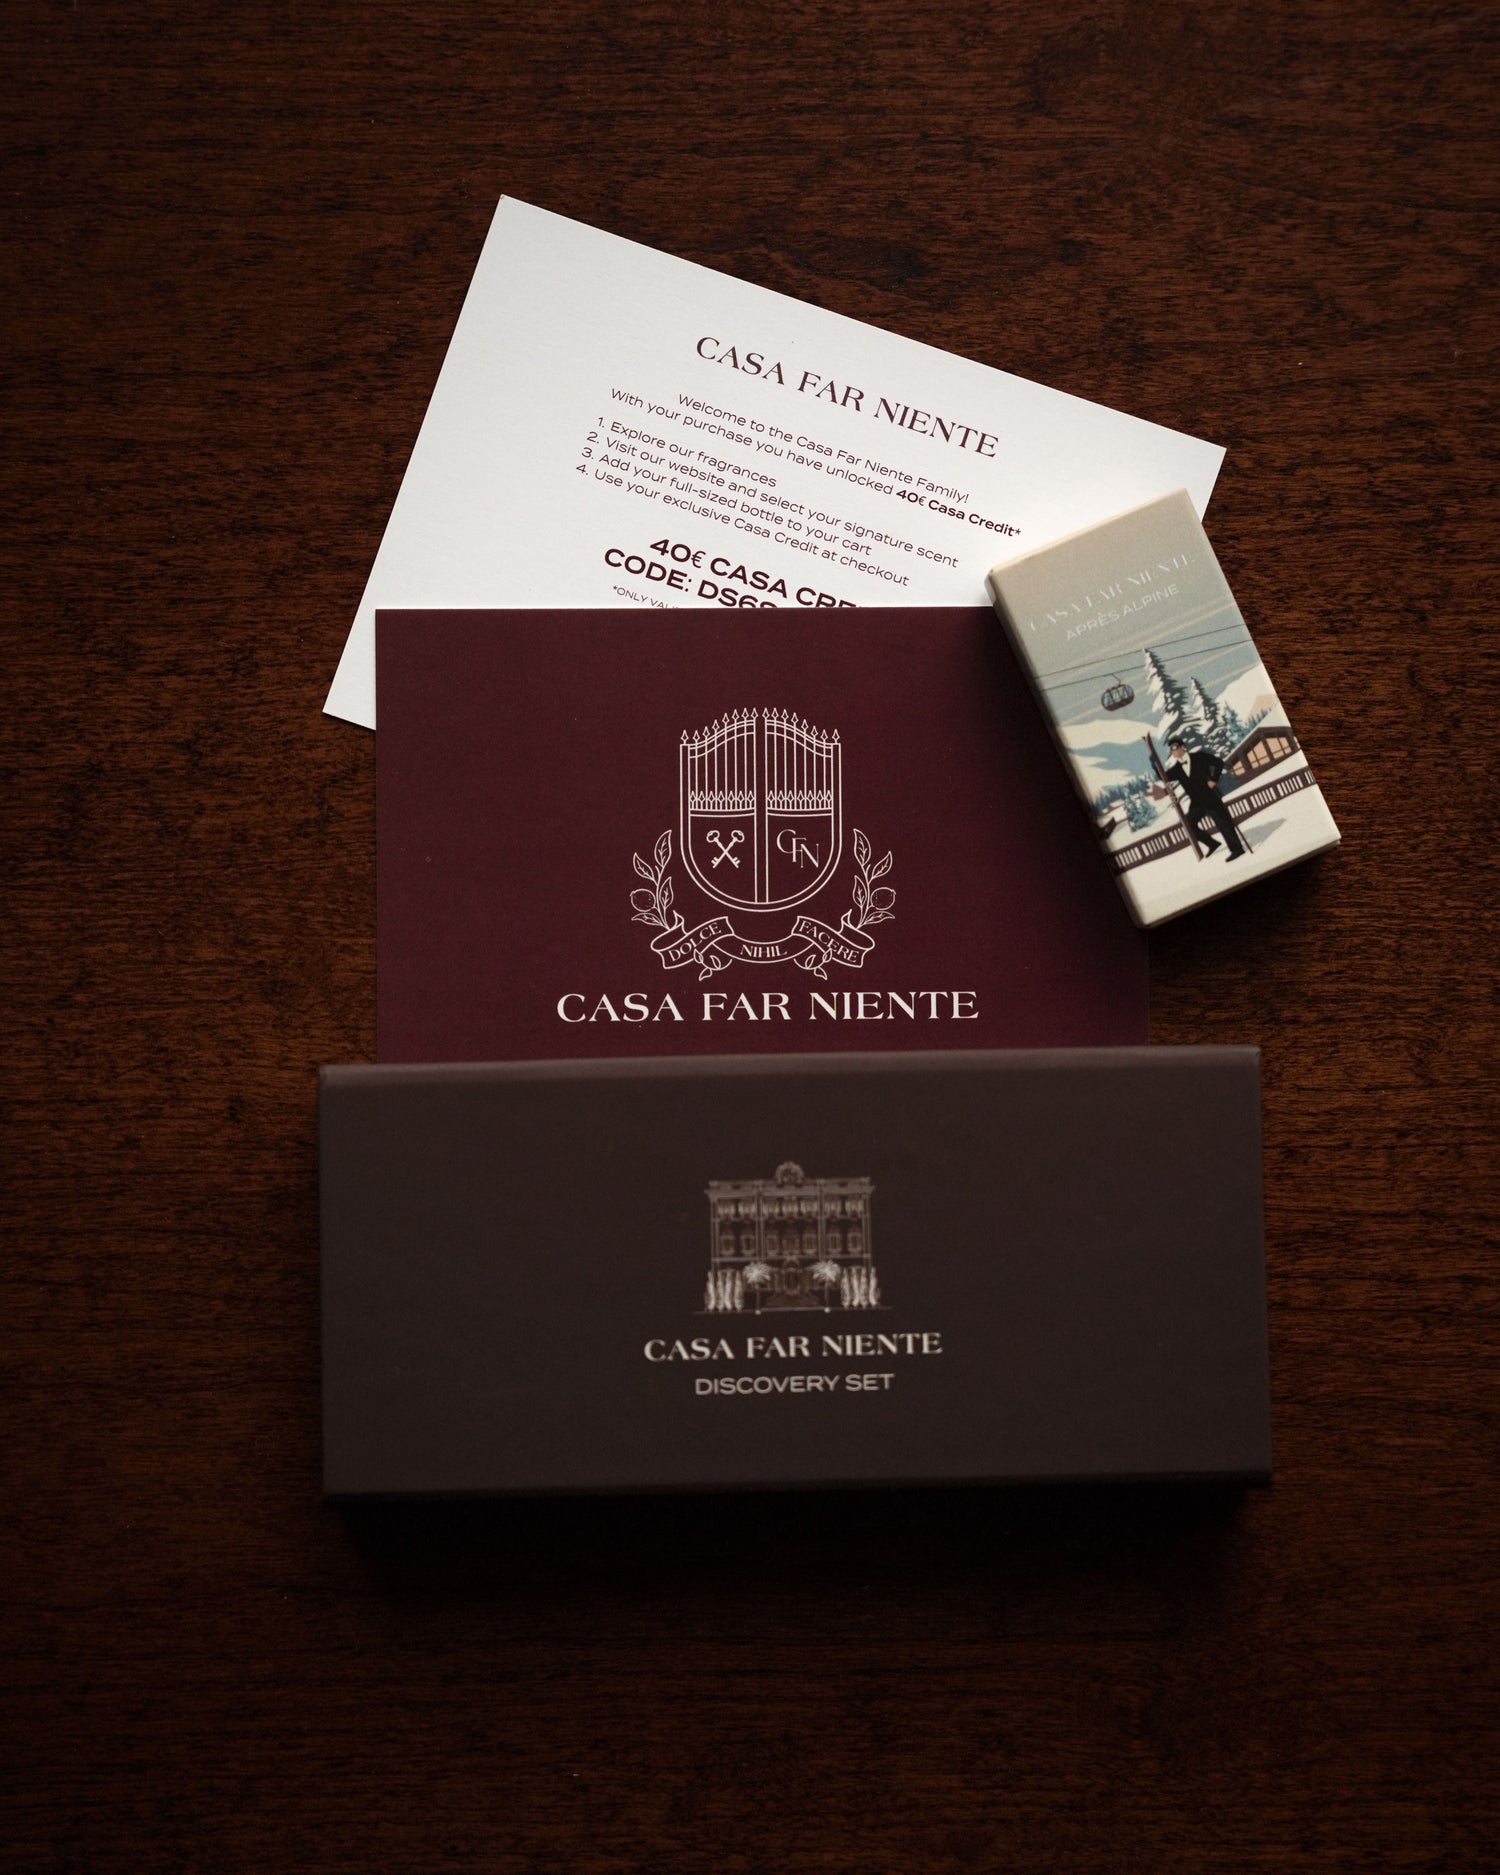 CASA FAR NIENTE
Welcome to the Casa Far Niente Family!
With your purchase you have unlocked 40€ Casa Credit*
1. Explore our fragrances
2. Visit our website and select your signature scent
3. Add your full-sized bottle to your cart
4. Use your exclusive Casa Credit at checkout
40€ CASA
CODE:
*ONLY
CASA FAR NIENTE
APRÈS ALPINE
CFN
DOLCE NIHIL FACERE
CASA FAR NIENTE
CASA FAR NIENTE
DISCOVERY SET